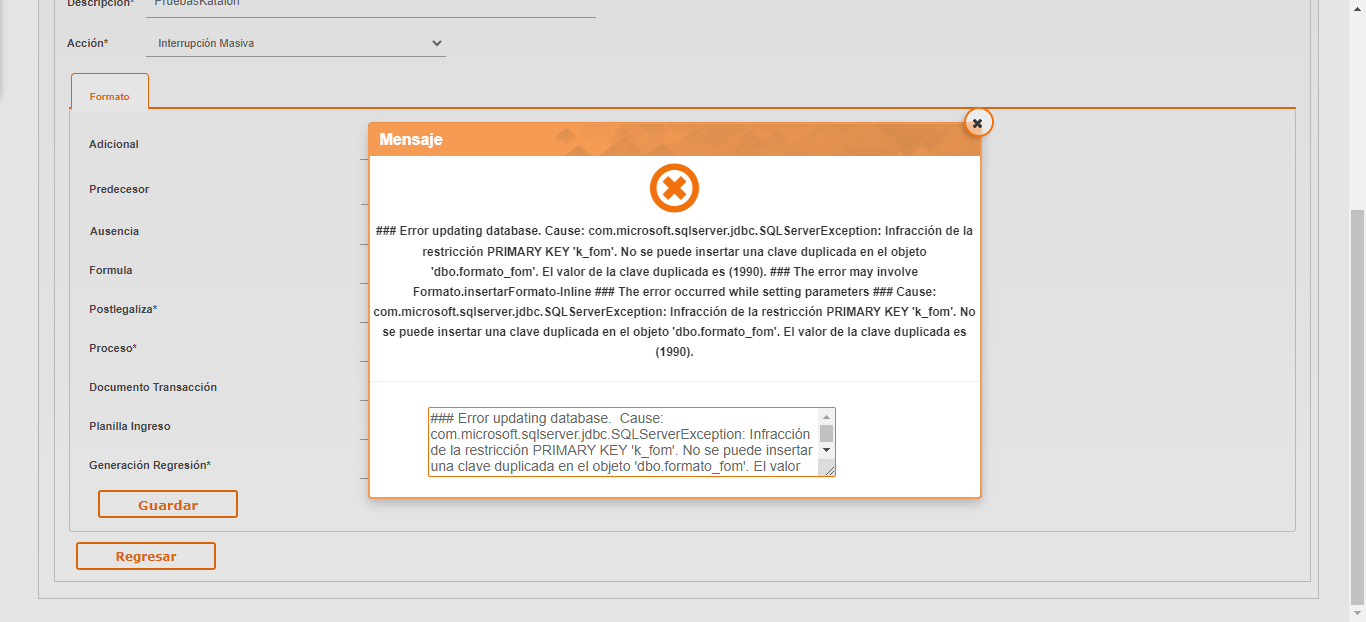 Descripción*
PruebasKatalon
Acción*
Interrupción Masiva
Formato
Adicional
Predecesor
Ausencia
Formula
Postlegaliza*
Proceso*
Documento Transacción
Planilla Ingreso
Generación Regresión*
Guardar
Regresar
Mensaje
### Error updating database. Cause: com.microsoft.sqlserver.jdbc.SQLServerException: Infracción de la
restricción PRIMARY KEY 'k_fom'. No se puede insertar una clave duplicada en el objeto
'dbo.formato_fom'. El valor de la clave duplicada es (1990). ### The error may involve
Formato.insertarFormato-Inline ### The error occurred while setting parameters ### Cause:
com.microsoft.sqlserver.jdbc.SQLServerException: Infracción de la restricción PRIMARY KEY 'k_fom'. No
se puede insertar una clave duplicada en el objeto 'dbo.formato_fom'. El valor de la clave duplicada es
(1990).
### Error updating database.  Cause:
com.microsoft.sqlserver.jdbc.SQLServerException: Infracción
de la restricción PRIMARY KEY 'k_fom'. No se puede insertar
una clave duplicada en el objeto 'dbo.formato_fom'. El valor